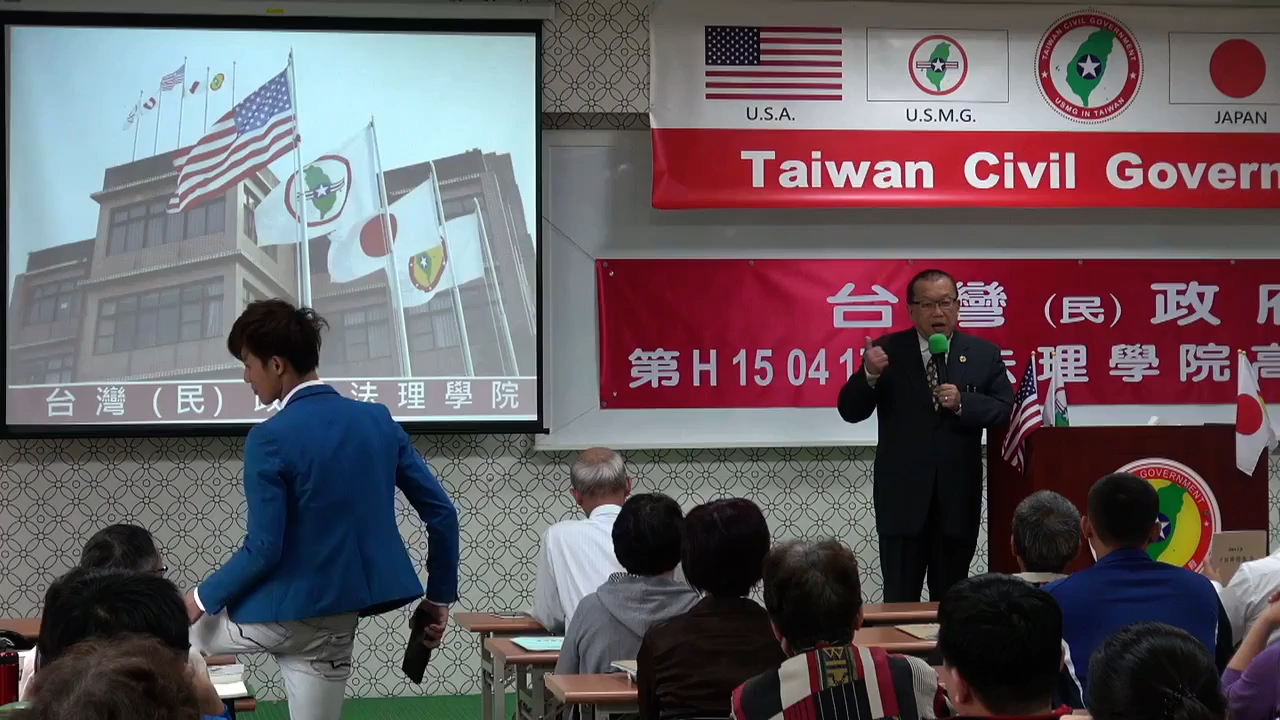 U.S.A.
U.S.M.G.
TAIWAN CIVIL GOVERNMENT
USMG IN TAIWAN
JAPAN
Taiwan Civil Govern
台灣(民)政府
第H 15 04 1
法理學院高
台灣(民)政 法理學院
GOVERNMENT